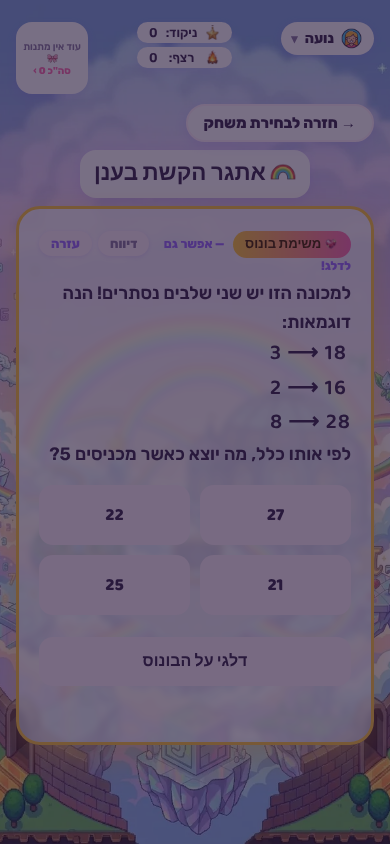 נועה ▾
ניקוד: 0
רצף: 0
עוד אין מתנות
סה"כ 0 ›
→ חזרה לבחירת משחק
אתגר הקשת בענן
משימת בונוס – אפשר גם לדלג!
דיווח
עזרה
למכונה הזו יש שני שלבים נסתרים! הנה
דוגמאות:
3 ⟶ 18
2 ⟶ 16
8 ⟶ 28
לפי אותו כלל, מה יוצא כאשר מכניסים 5?
27
22
21
25
דלגי על הבונוס